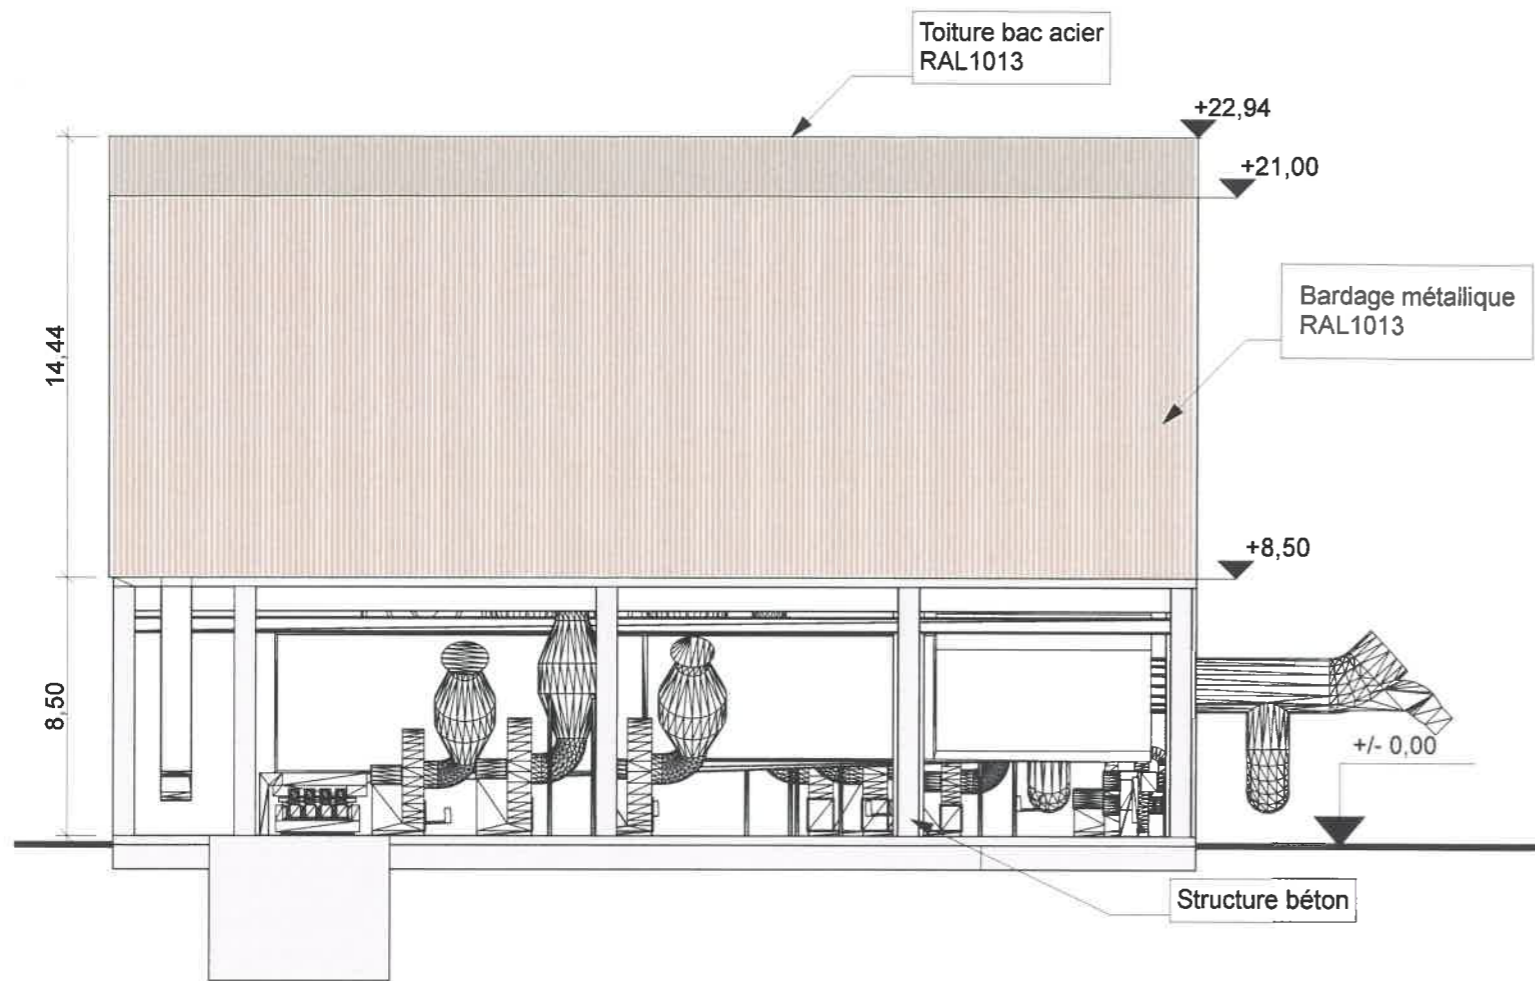 Toiture bac acier
RAL1013
+22,94
+21,00
Bardage métallique
RAL1013
14,44
+8,50
8,50
+/- 0,00
Structure béton